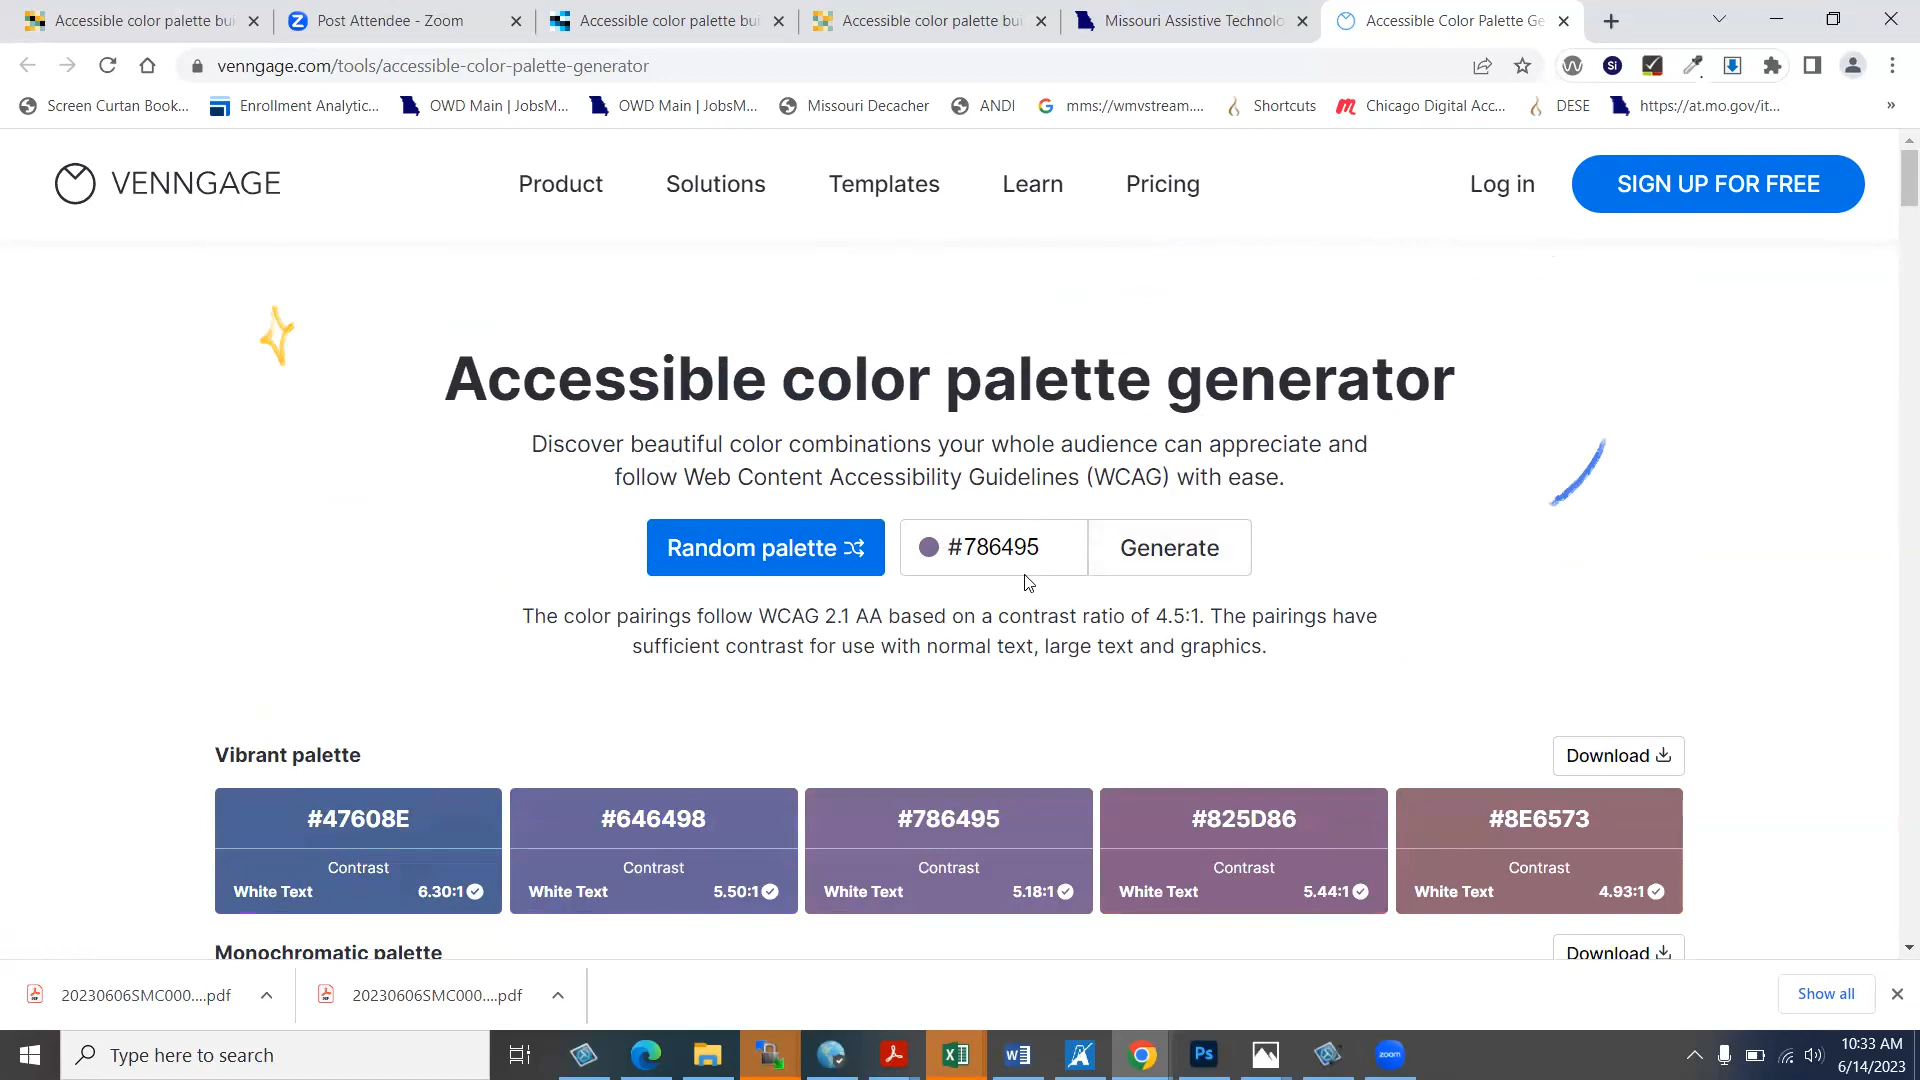 Accessible color palette bui
Post Attendee - Zoom
Accessible color palette bui
Accessible color palette bui
Missouri Assistive Technolo
Accessible Color Palette Ge
venngage.com/tools/accessible-color-palette-generator
Screen Curtan Book...
Enrollment Analytic...
OWD Main | JobsM...
OWD Main | JobsM...
Missouri Decacher
ANDI
mms://wmvstream....
Shortcuts
Chicago Digital Acc...
DESE
https://at.mo.gov/it...
»
VENNGAGE
Product
Solutions
Templates
Learn
Pricing
Log in
SIGN UP FOR FREE
Accessible color palette generator
Discover beautiful color combinations your whole audience can appreciate and
follow Web Content Accessibility Guidelines (WCAG) with ease.
Random palette
#786495
Generate
The color pairings follow WCAG 2.1 AA based on a contrast ratio of 4.5:1. The pairings have
sufficient contrast for use with normal text, large text and graphics.
Vibrant palette
Download
#47608E
Contrast
White Text 6.30:1
#646498
Contrast
White Text 5.50:1
#786495
Contrast
White Text 5.18:1
#825D86
Contrast
White Text 5.44:1
#8E6573
Contrast
White Text 4.93:1
Monochromatic palette
Download
20230606SMC000....pdf
20230606SMC000....pdf
Show all
Type here to search
Ps
zoom
10:33 AM
6/14/2023